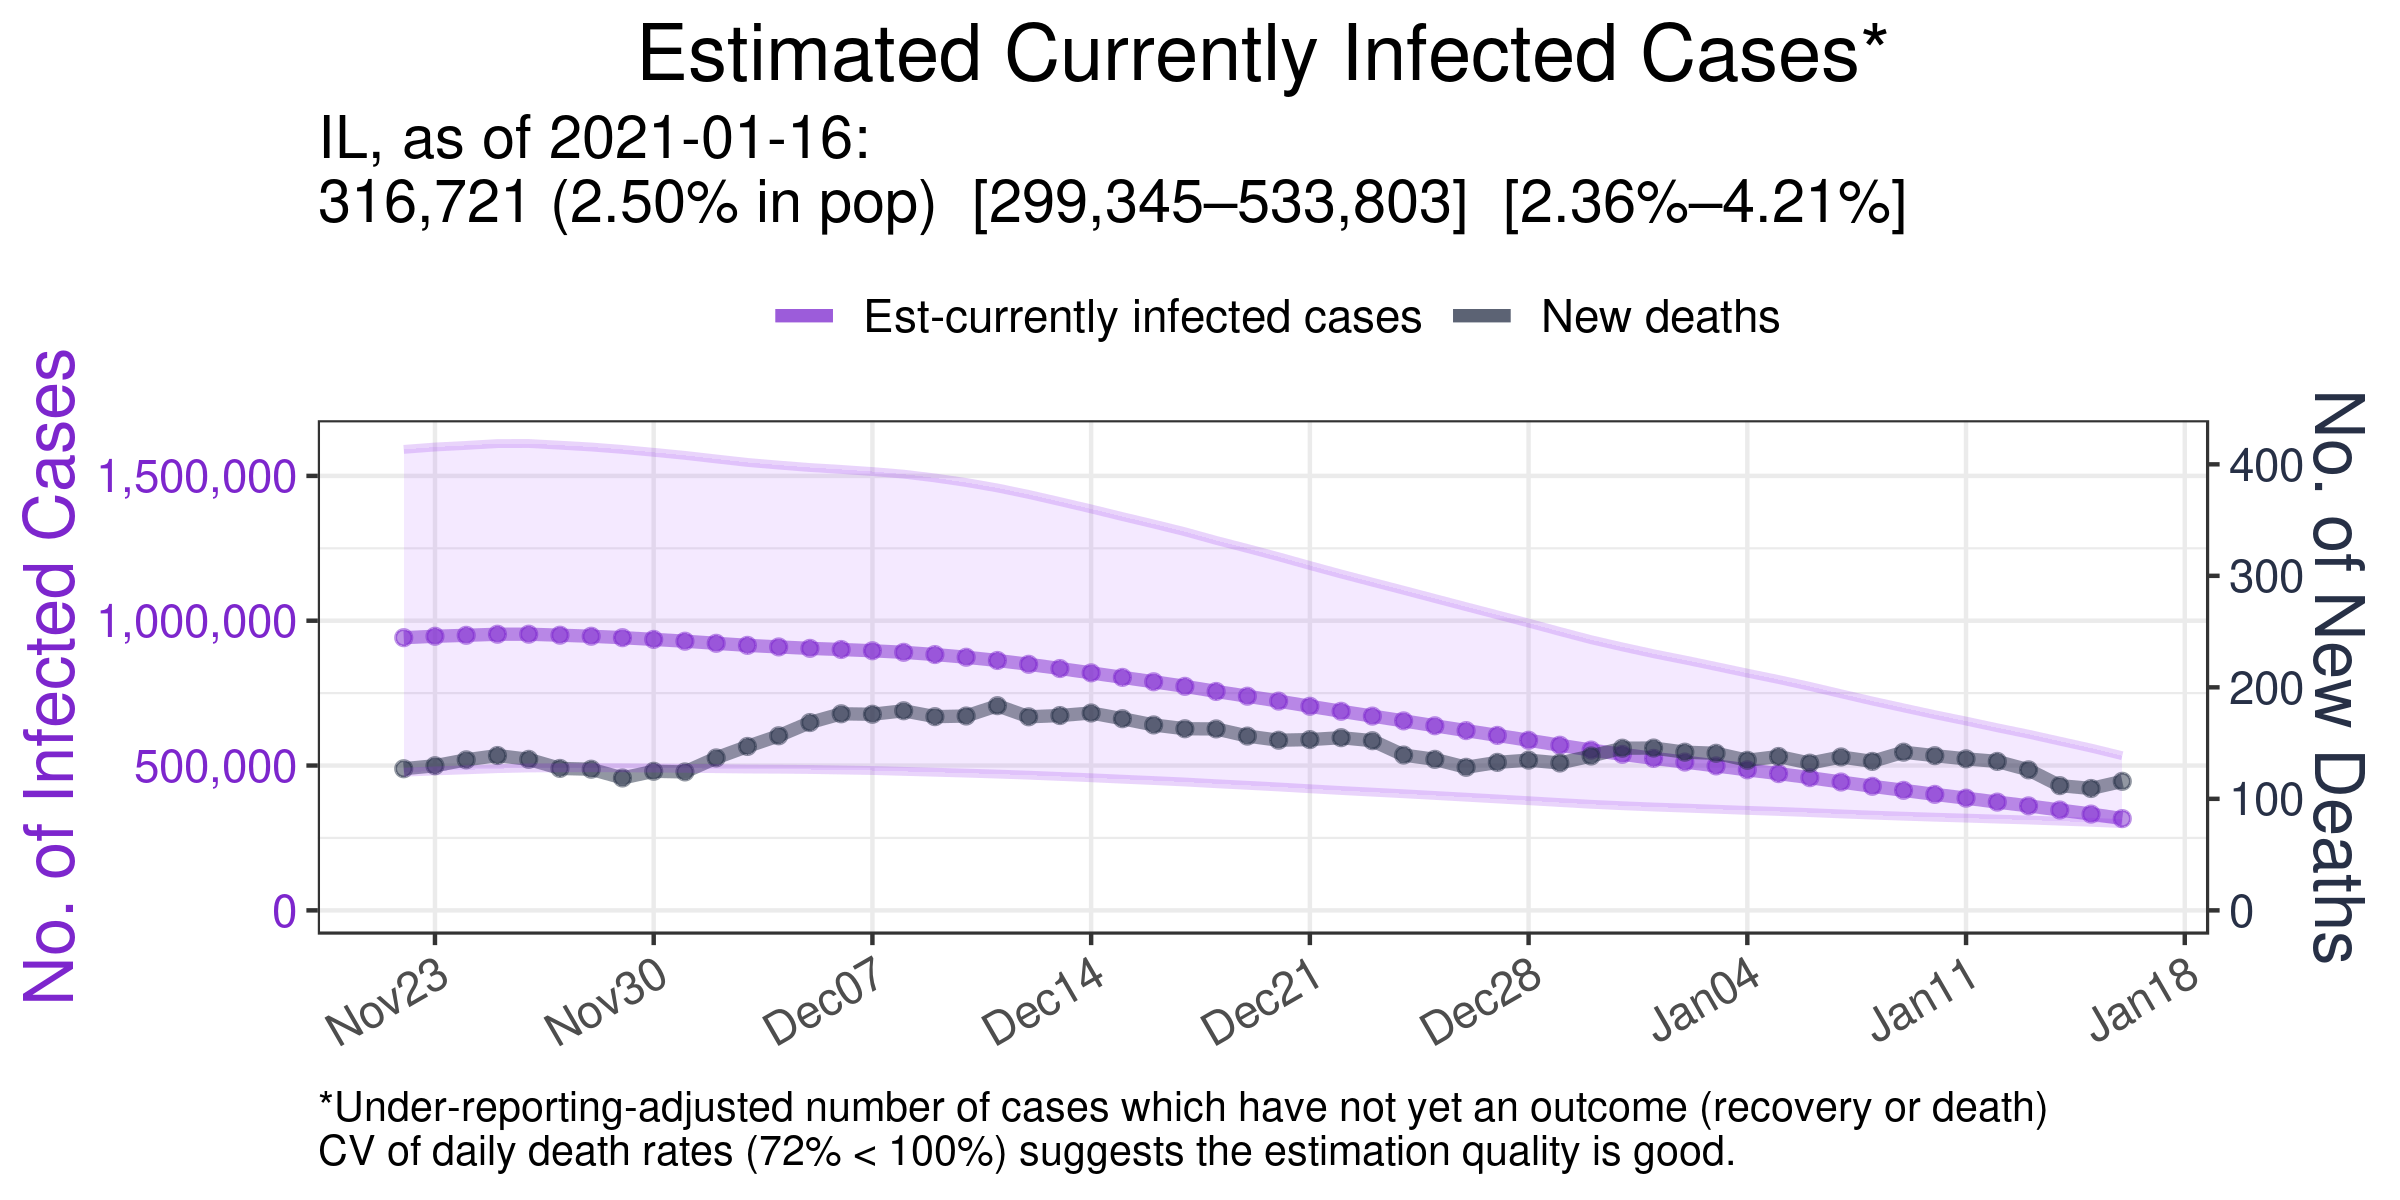 Estimated Currently Infected Cases*
IL, as of 2021-01-16:
316,721 (2.50% in pop)  [299,345–533,803]  [2.36%–4.21%]
Est-currently infected cases
New deaths
No. of Infected Cases
1,500,000
1,000,000
500,000
0
No. of New Deaths
400
300
200
100
0
Nov23
Nov30
Dec07
Dec14
Dec21
Dec28
Jan04
Jan11
Jan18
*Under-reporting-adjusted number of cases which have not yet an outcome (recovery or death)
CV of daily death rates (72% < 100%) suggests the estimation quality is good.